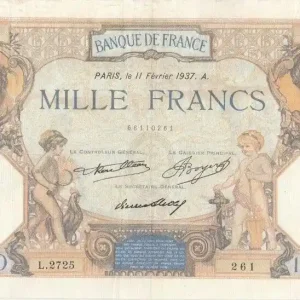 BANQUE DE FRANCE
PARIS, le 11 Février 1937. A.
MILLE FRANCS
LE CONTRÔLEUR GÉNÉRAL,
LE CAISSIER PRINCIPAL,
LE SECRÉTAIRE GÉNÉRAL,
L.2725
261